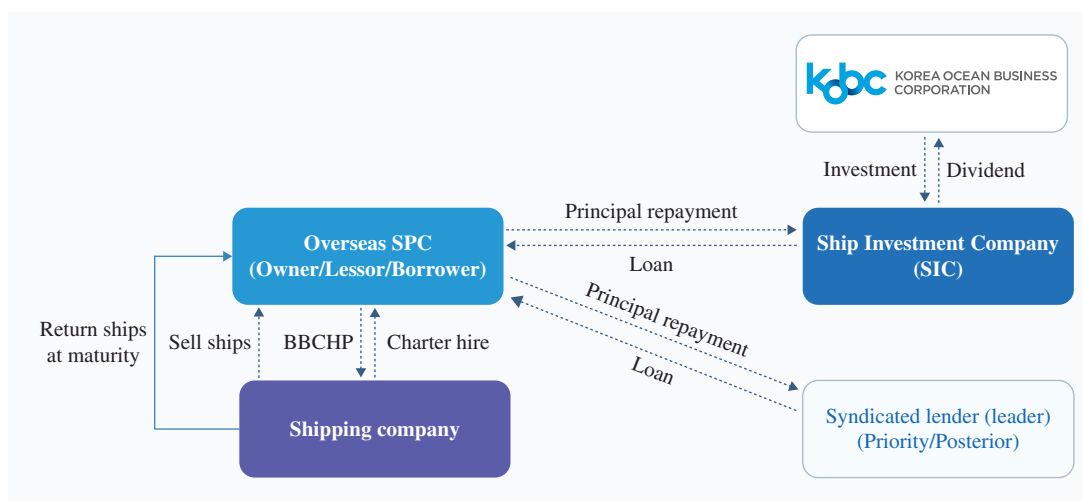 kobc KOREA OCEAN BUSINESS
CORPORATION
Investment
Dividend
Principal repayment
Overseas SPC
(Owner/Lessor/Borrower)
Ship Investment Company
(SIC)
Loan
Principal repayment
Return ships
at maturity
Sell ships
BBCHP
Charter hire
Loan
Shipping company
Syndicated lender (leader)
(Priority/Posterior)